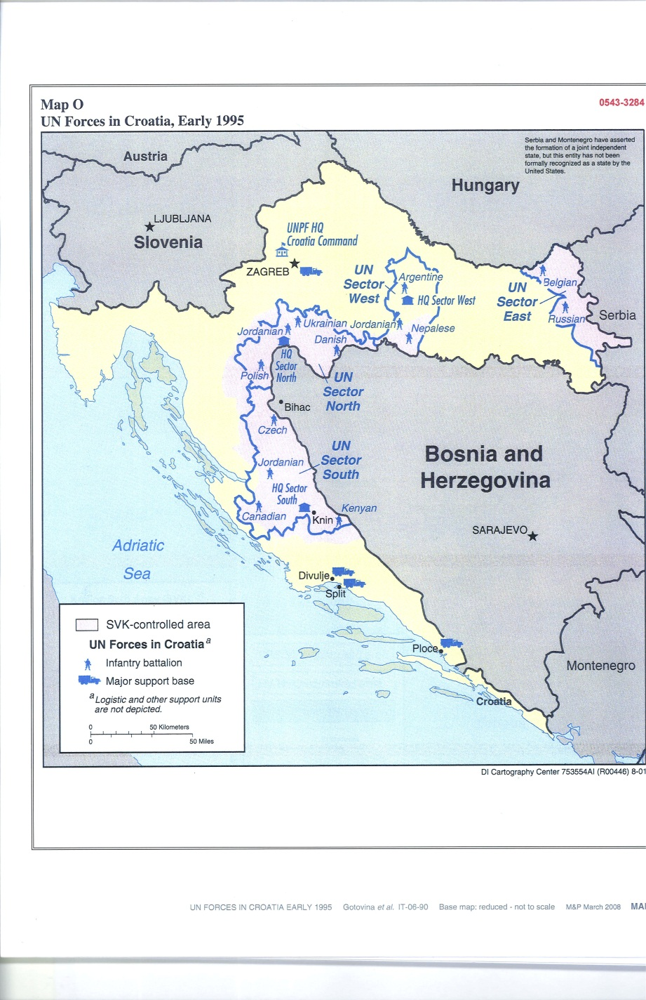 Map O
0543-3284
UN Forces in Croatia, Early 1995
Serbia and Montenegro have asserted
the formation of a joint independent
state, but this entity has not been
formally recognized as a state by the
United States.
Austria
Hungary
LJUBLJANA
Slovenia
UNPF HQ
Croatia Command
ZAGREB
UN
Sector
West
Argentine
HQ Sector West
UN
Sector
East
Belgian
Russian
Serbia
Jordanian
Ukrainian
Jordanian
Nepalese
Danish
HQ
Sector
North
Polish
UN
Sector
North
Bihac
Czech
UN
Sector
South
Jordanian
HQ Sector
South
Canadian
Knin
Kenyan
Bosnia and
Herzegovina
SARAJEVO
Adriatic
Sea
Divulje
Split
Ploce
Croatia
Montenegro
SVK-controlled area
UN Forces in Croatia a
Infantry battalion
Major support base
a Logistic and other support units
are not depicted.
0 50 Kilometers
0 50 Miles
DI Cartography Center 753554AI (R00446) 8-01
UN FORCES IN CROATIA EARLY 1995 Gotovina et al. IT-06-90 Base map: reduced - not to scale M&P March 2008